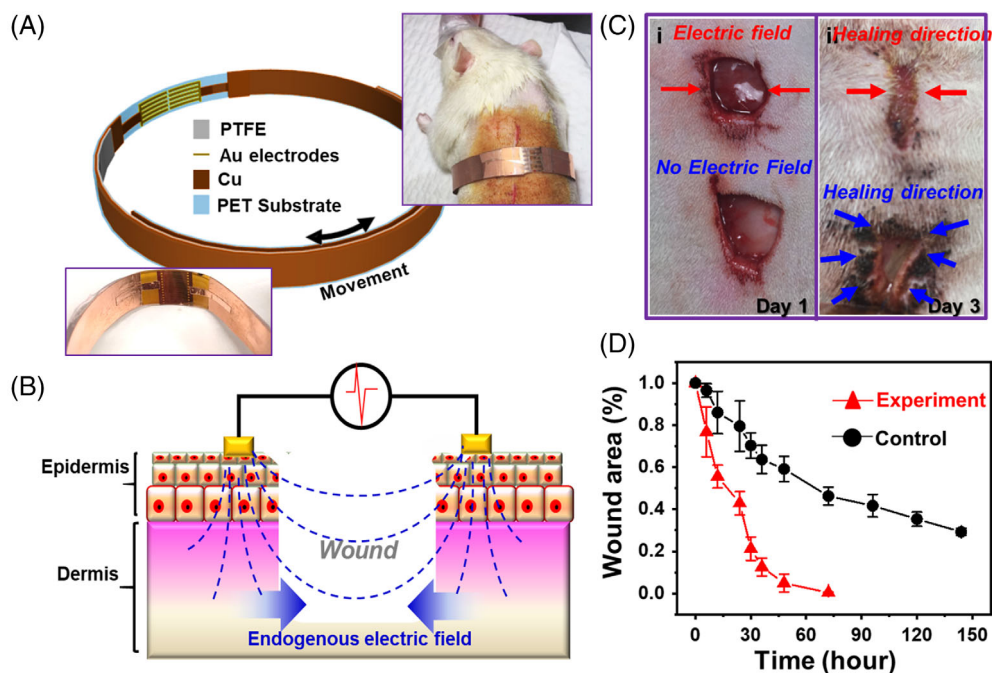 (A)
PTFE
Au electrodes
Cu
PET Substrate
Movement
(B)
Epidermis
Dermis
Wound
Endogenous electric field
(C)
i Electric field
No Electric Field
Day 1
ii Healing direction
Healing direction
Day 3
(D)
Wound area (%)
1.0
0.8
0.6
0.4
0.2
0.0
Experiment
Control
0 30 60 90 120 150
Time (hour)